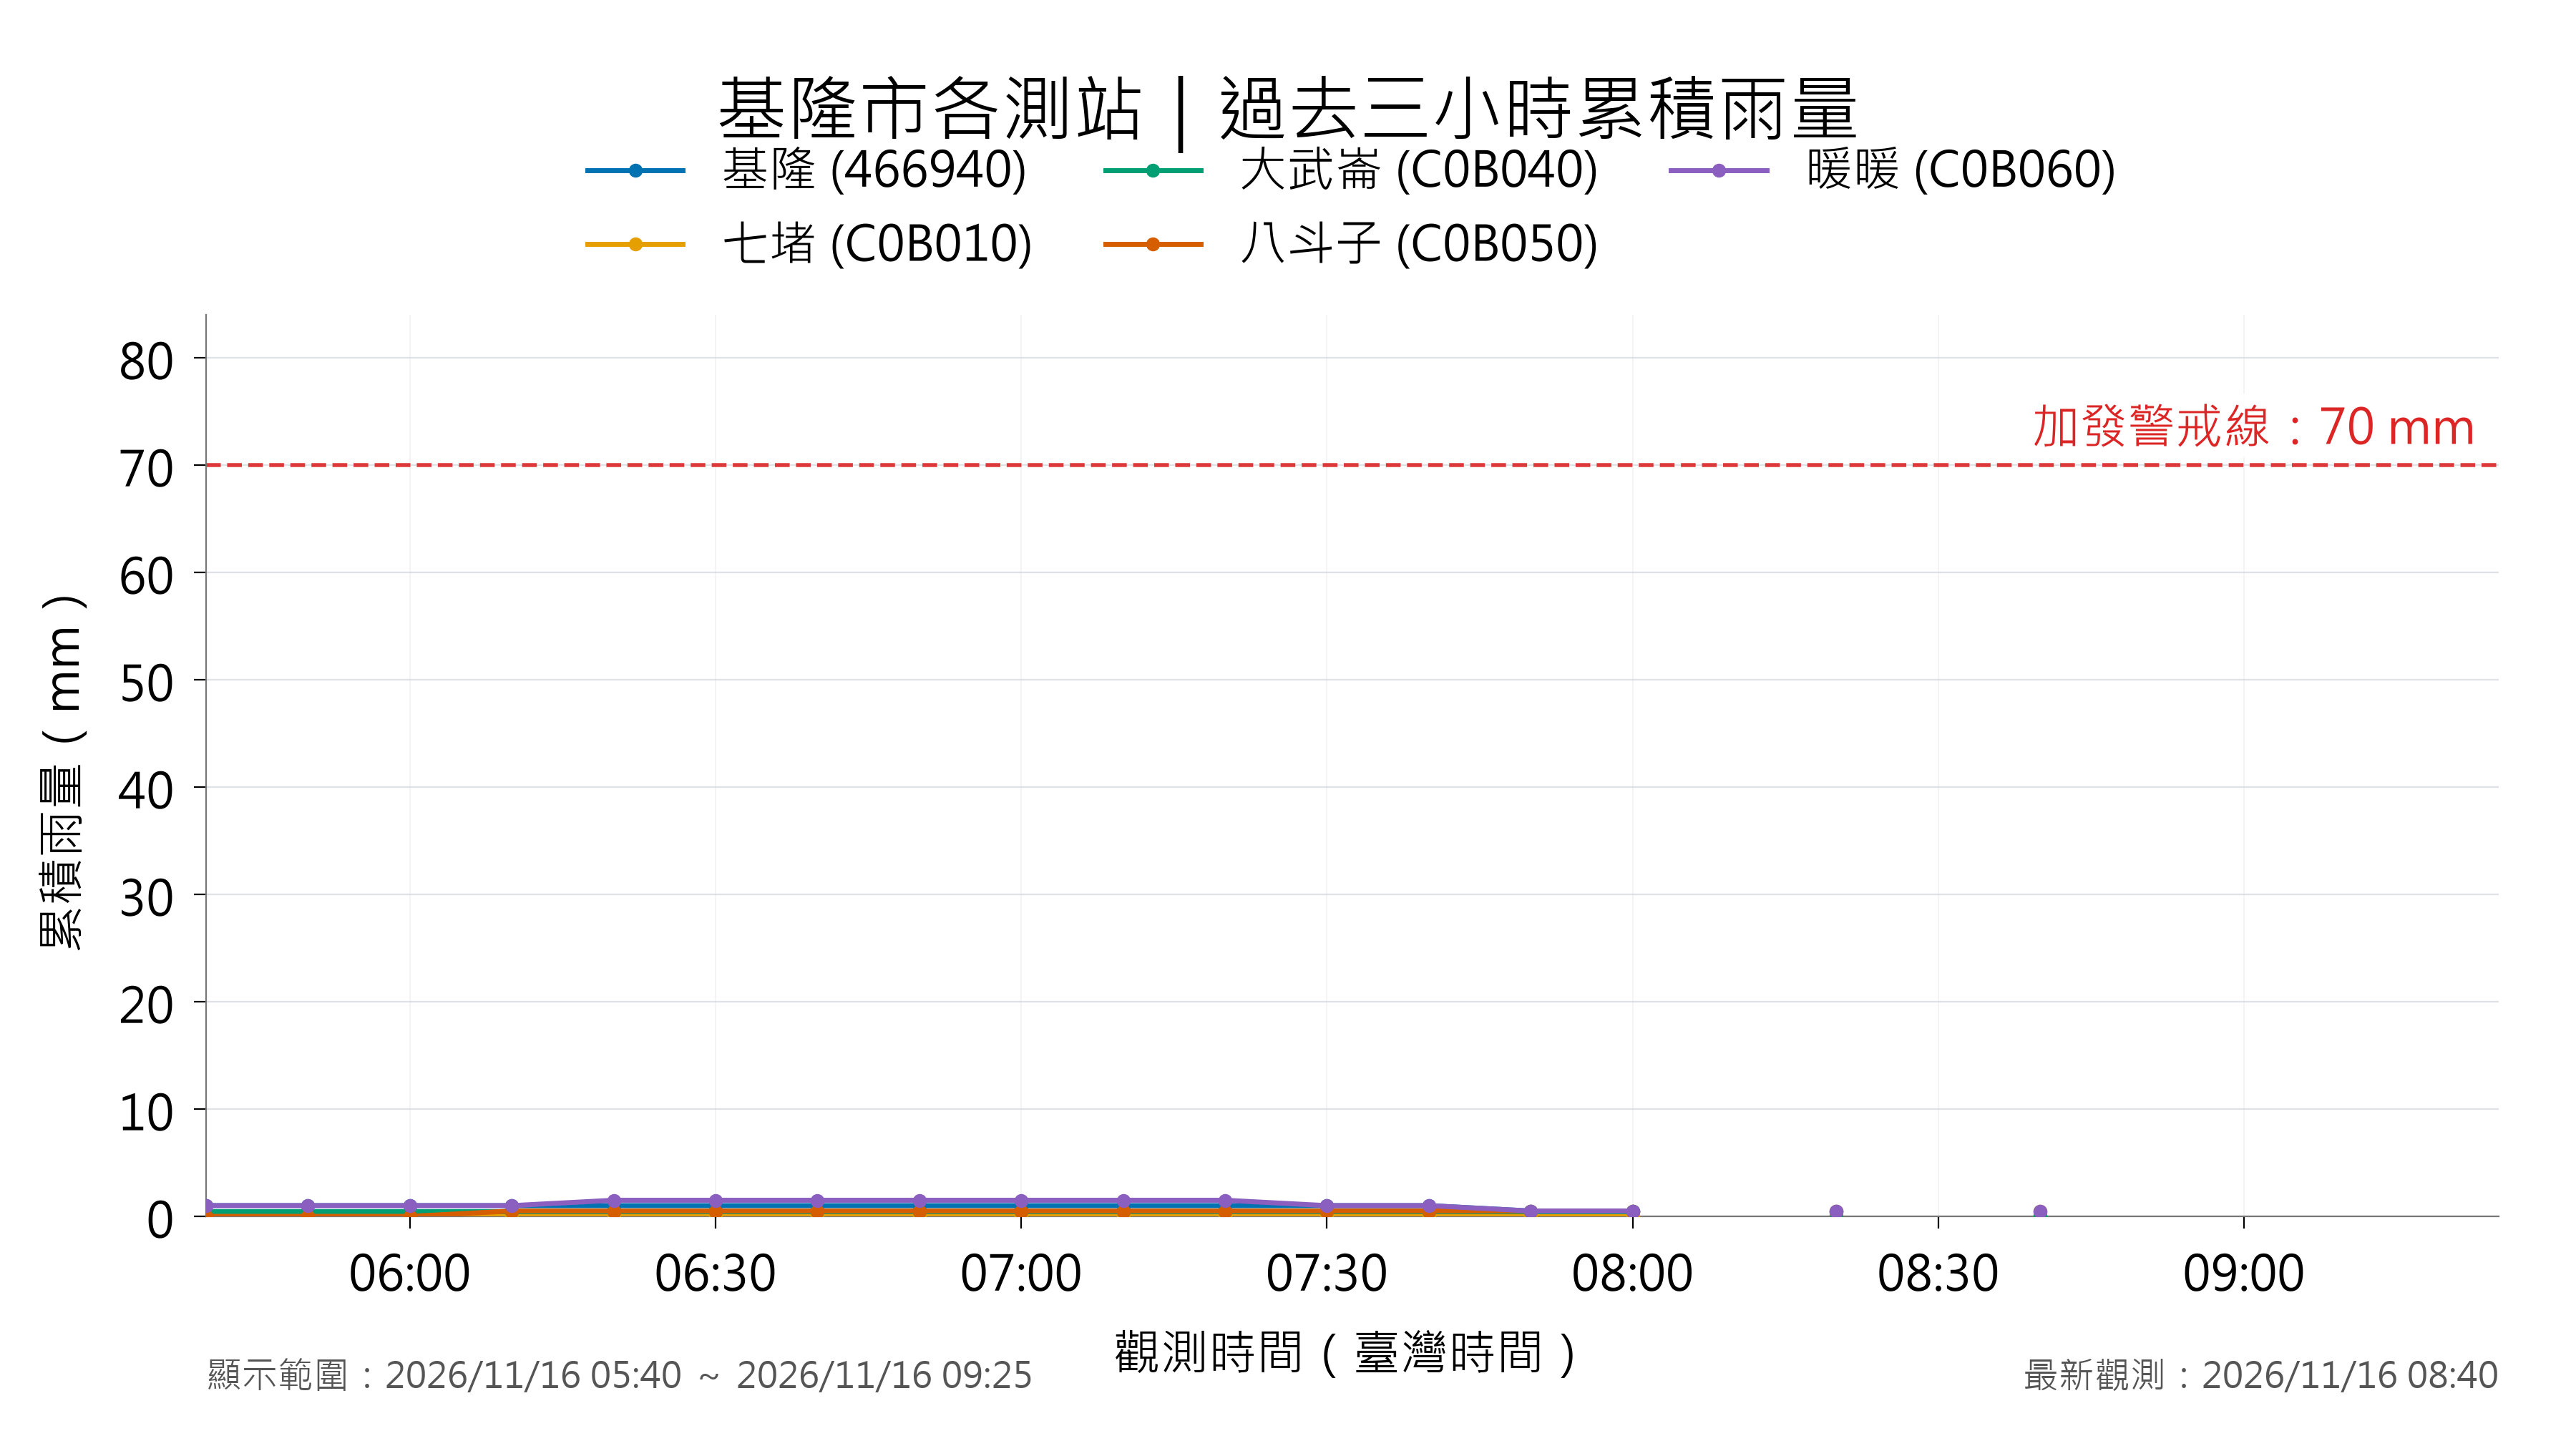 基隆市各測站｜過去三小時累積雨量
基隆 (466940)
大武崙 (C0B040)
暖暖 (C0B060)
七堵 (C0B010)
八斗子 (C0B050)
80
加發警戒線：70 mm
70
60
50
40
30
20
10
0
累積雨量（mm）
06:00
06:30
07:00
07:30
08:00
08:30
09:00
觀測時間（臺灣時間）
顯示範圍：2026/11/16 05:40 ~ 2026/11/16 09:25
最新觀測：2026/11/16 08:40